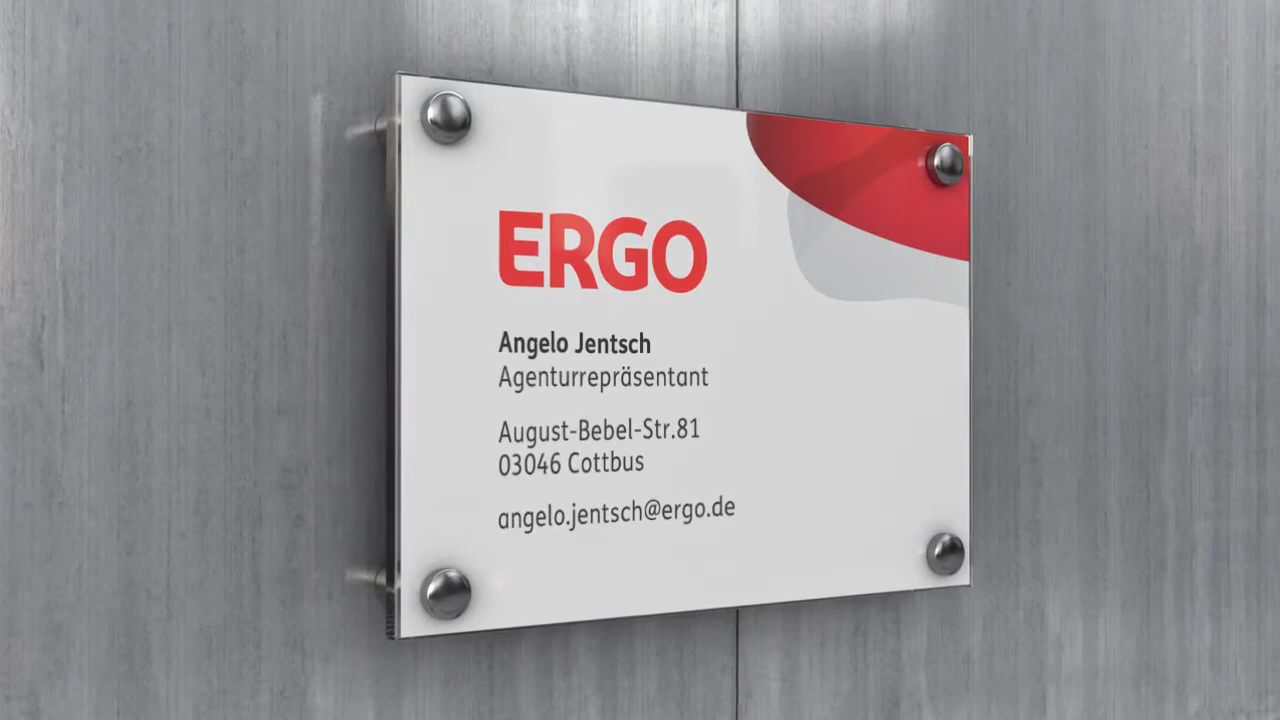 ERGO
Angelo Jentsch
Agenturrepräsentant
August-Bebel-Str.81
03046 Cottbus
angelo.jentsch@ergo.de